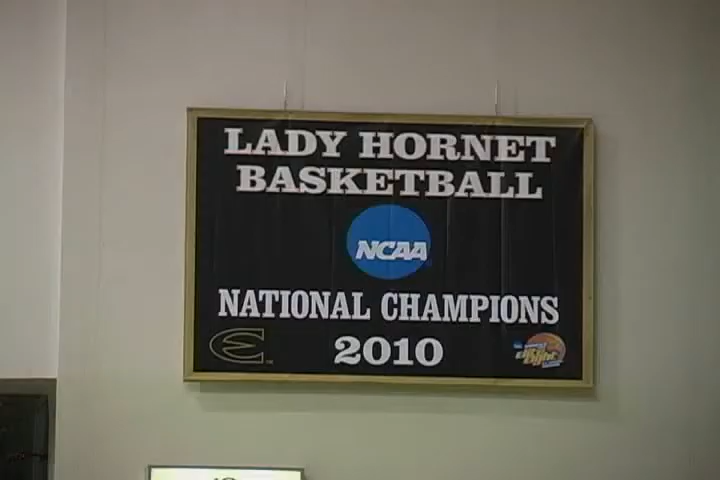 LADY HORNET
BASKETBALL
NCAA
NATIONAL CHAMPIONS
2010